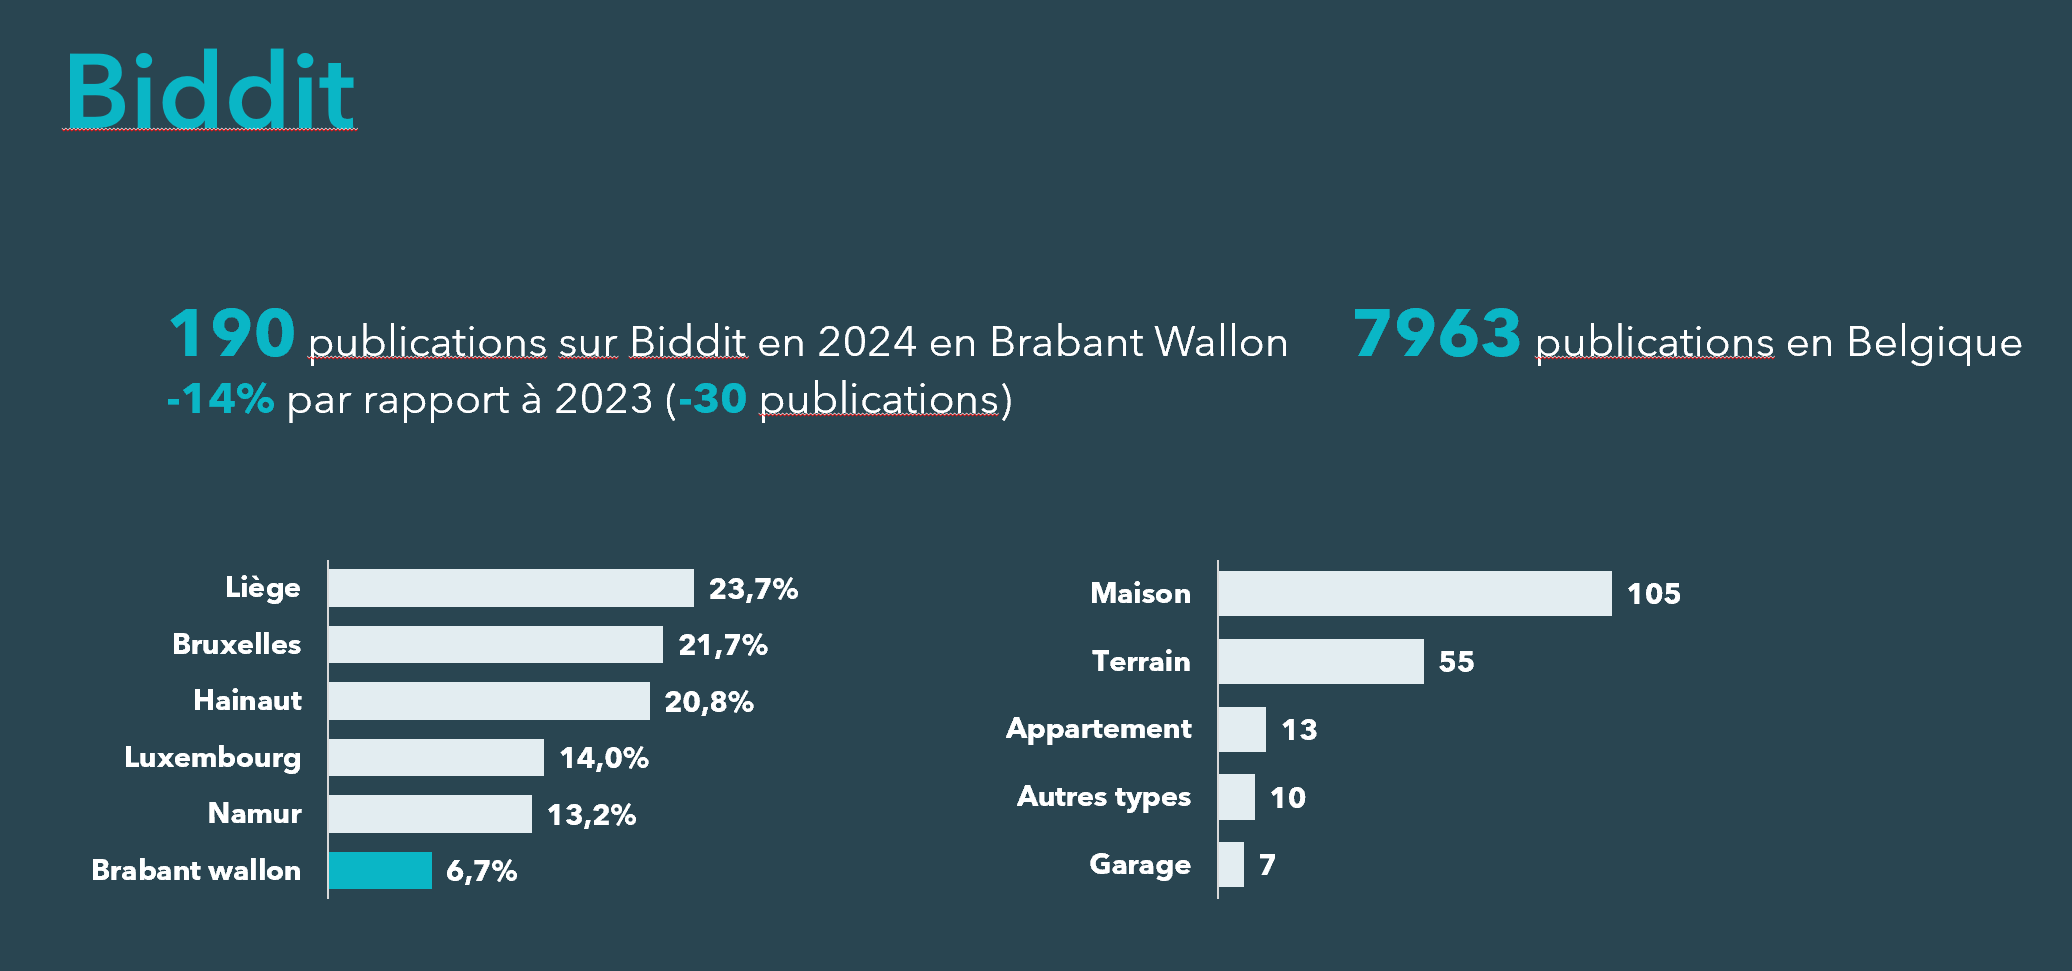 Biddit
190 publications sur Biddit en 2024 en Brabant Wallon
-14% par rapport à 2023 (-30 publications)
7963 publications en Belgique
Liège 23,7%
Bruxelles 21,7%
Hainaut 20,8%
Luxembourg 14,0%
Namur 13,2%
Brabant wallon 6,7%
Maison 105
Terrain 55
Appartement 13
Autres types 10
Garage 7